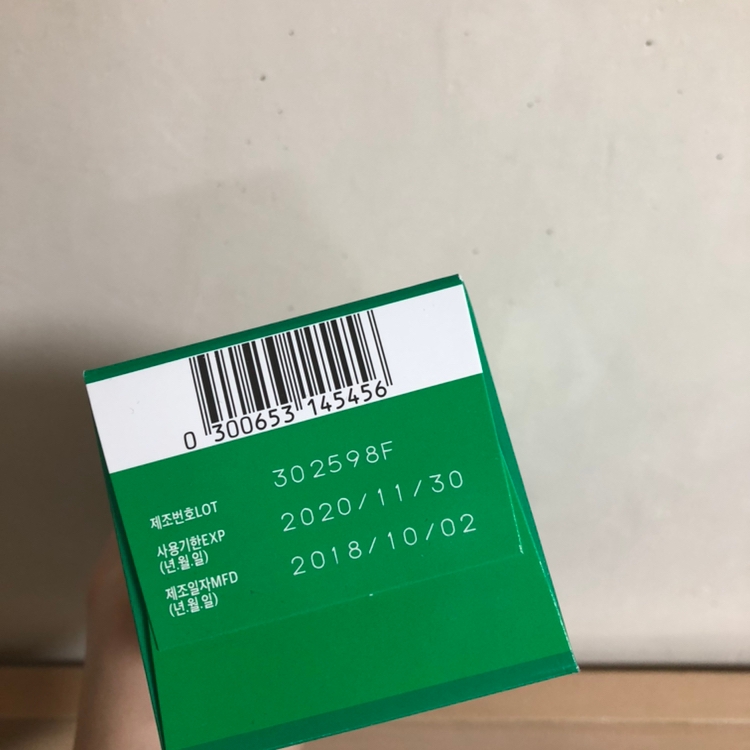 0 300653 145456
제조번호LOT 302598F
사용기한EXP 2020/11/30
(년.월.일)
제조일자MFD 2018/10/02
(년.월.일)